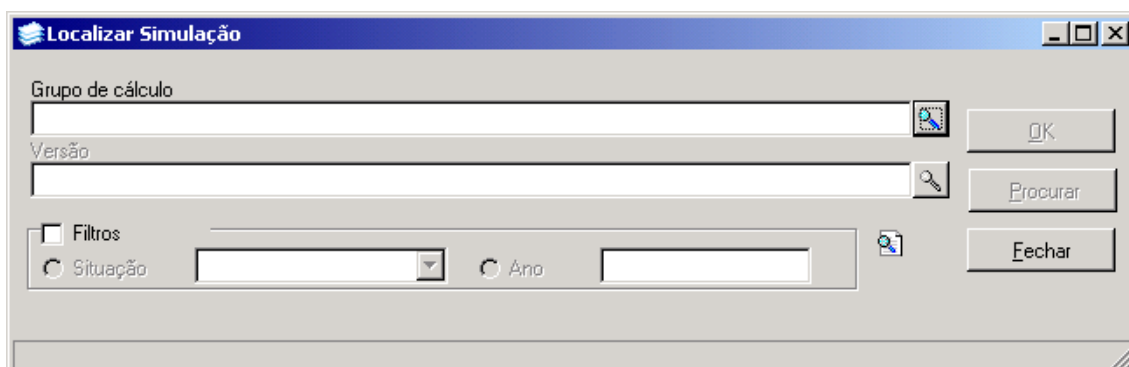 Localizar Simulação
Grupo de cálculo
OK
Versão
Procurar
Filtros
Situação Ano
Fechar